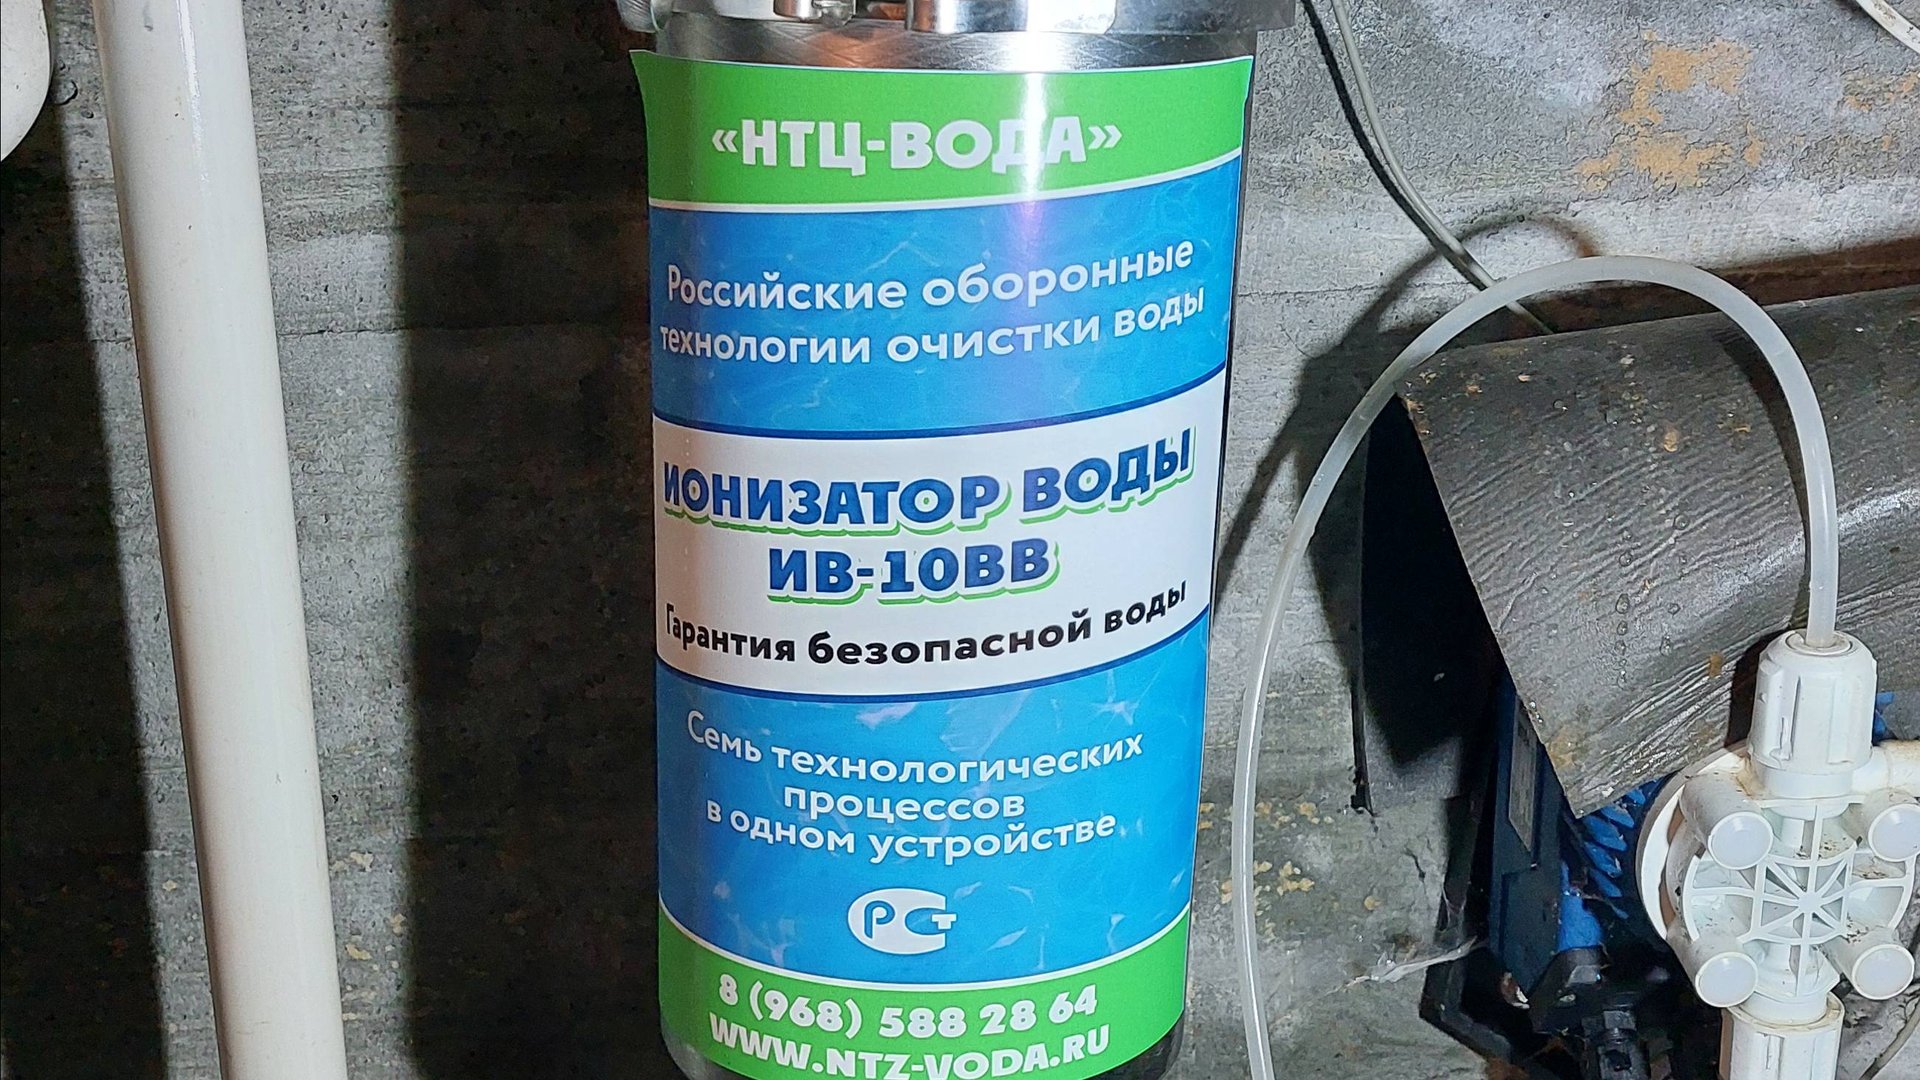 «НТЦ-ВОДА»
Российские оборонные
технологии очистки воды
ИОНИЗАТОР ВОДЫ
ИВ-10ВВ
Гарантия безопасной воды
Семь технологических
процессов
в одном устройстве
РСТ
8 (968) 588 28 64
WWW.NTZ-VODA.RU